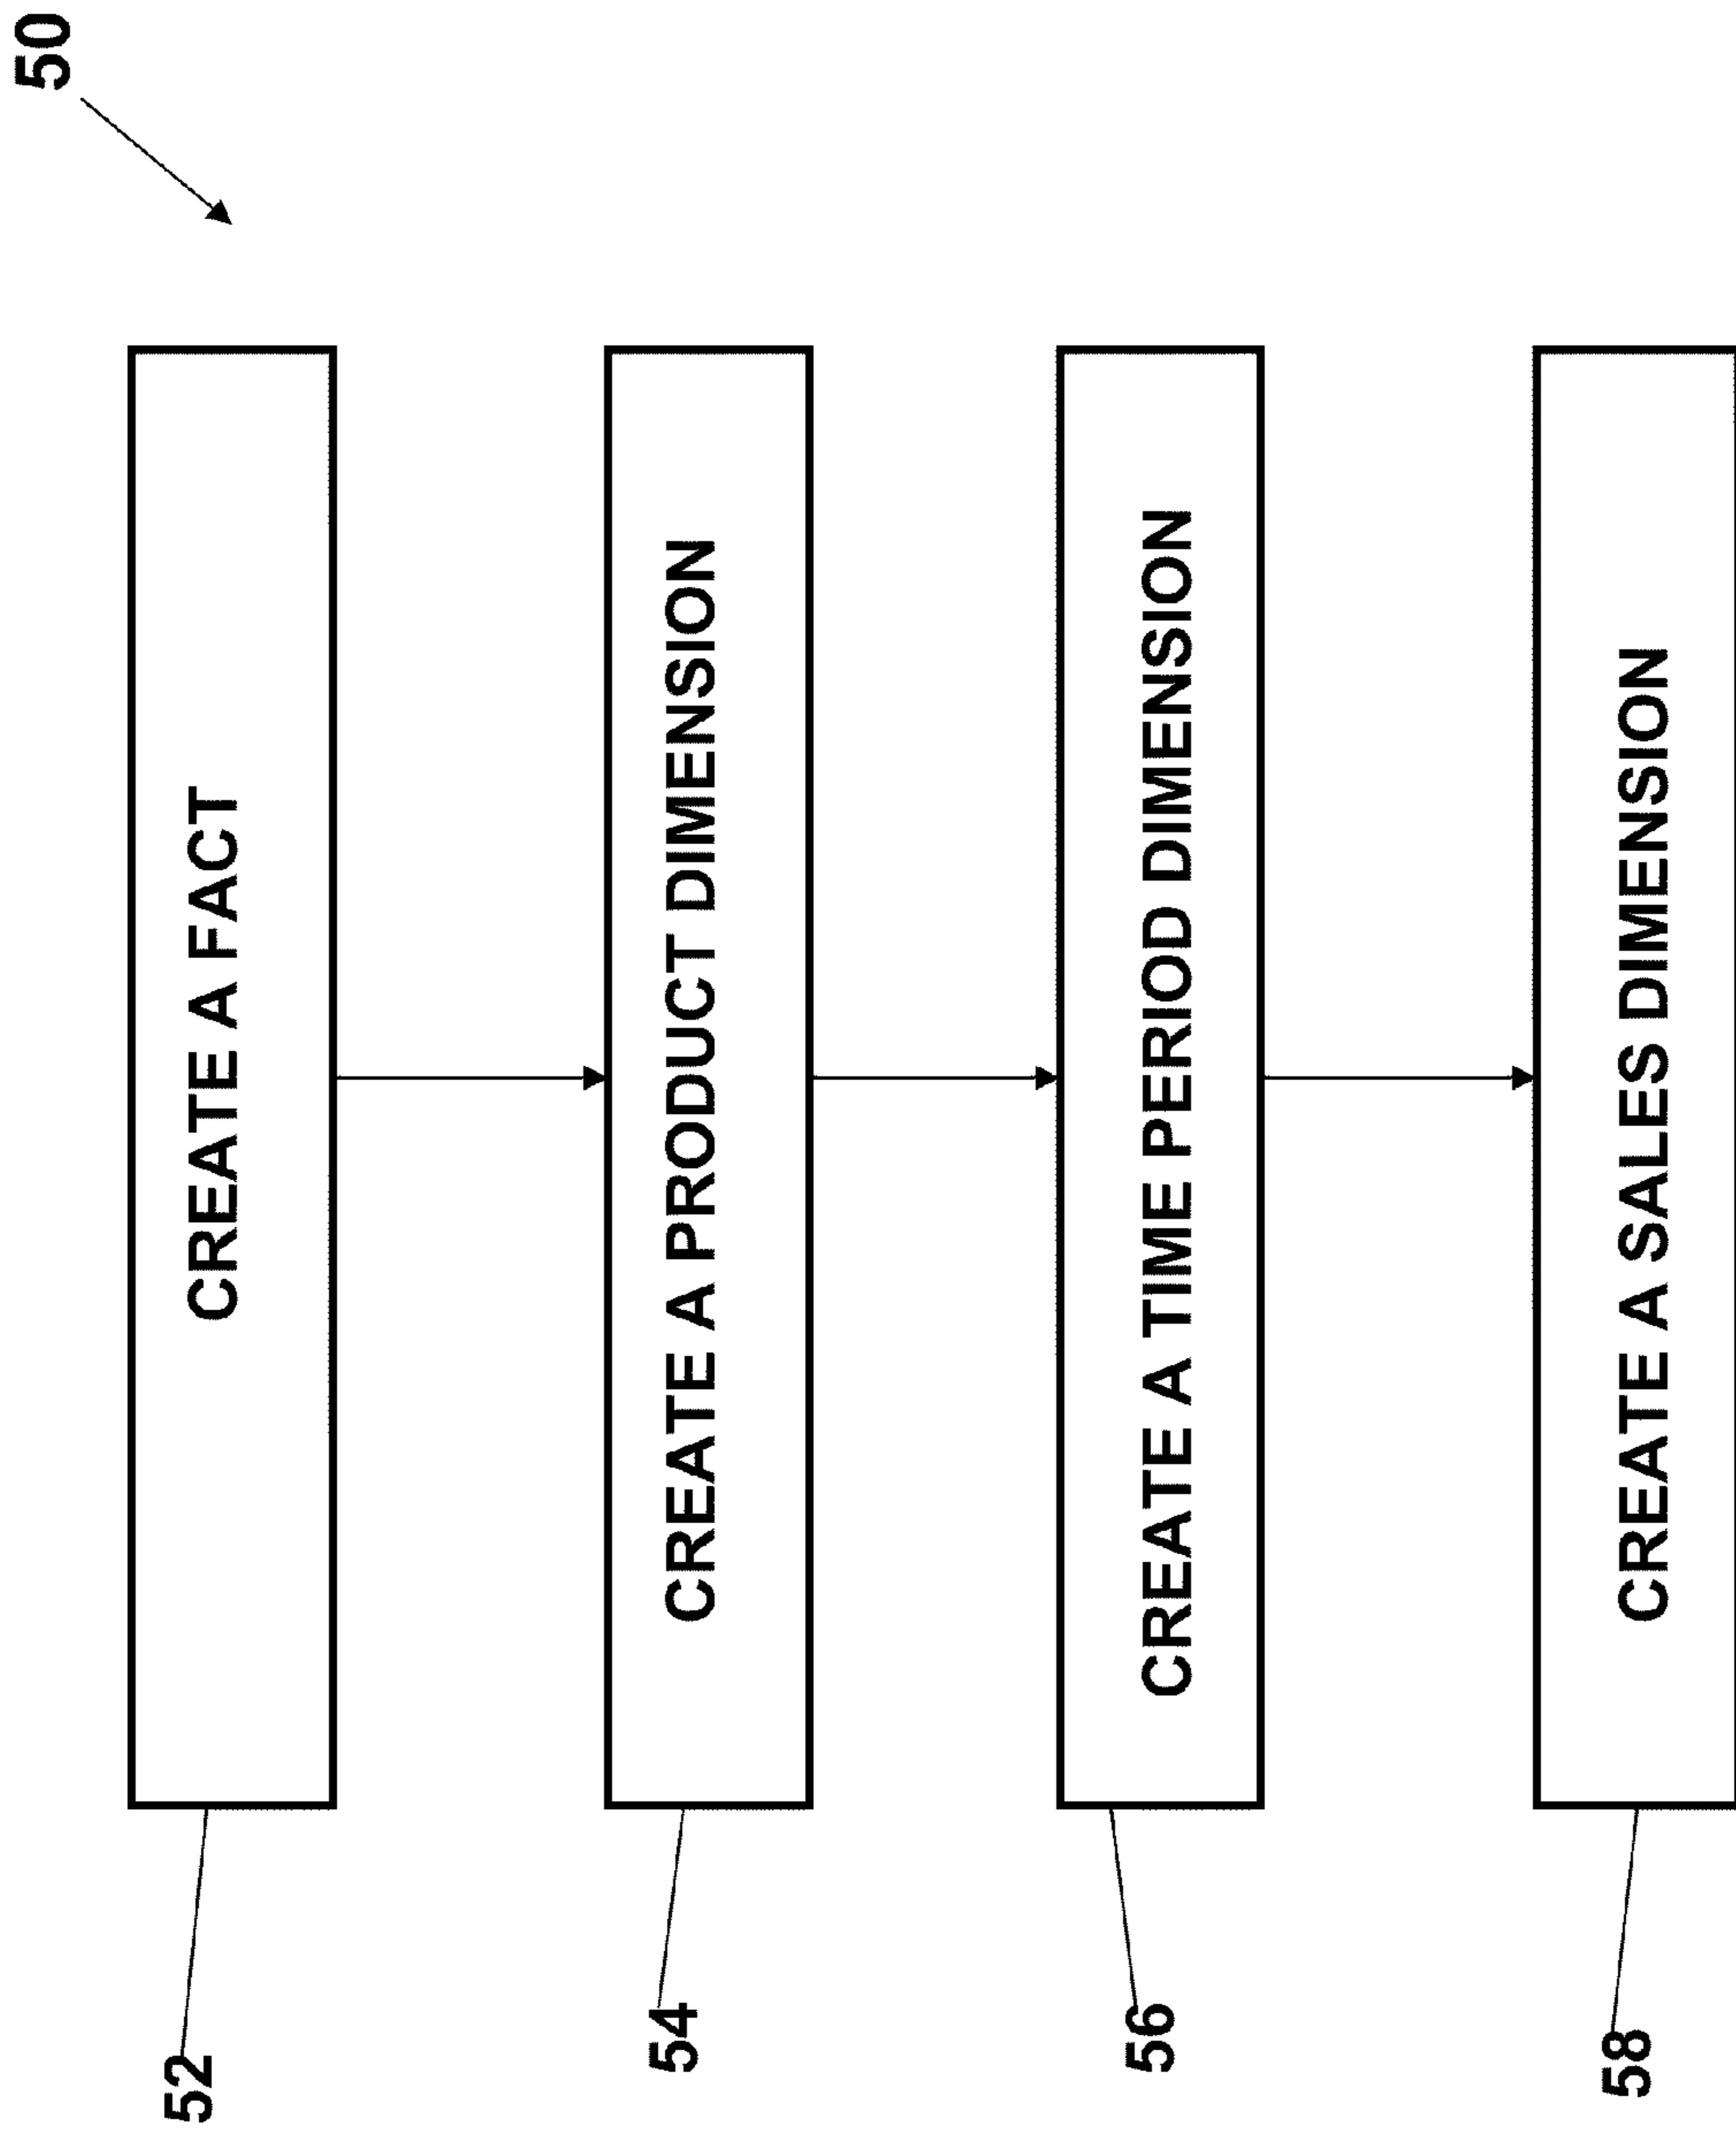 50
52
CREATE A FACT
54
CREATE A PRODUCT DIMENSION
56
CREATE A TIME PERIOD DIMENSION
58
CREATE A SALES DIMENSION